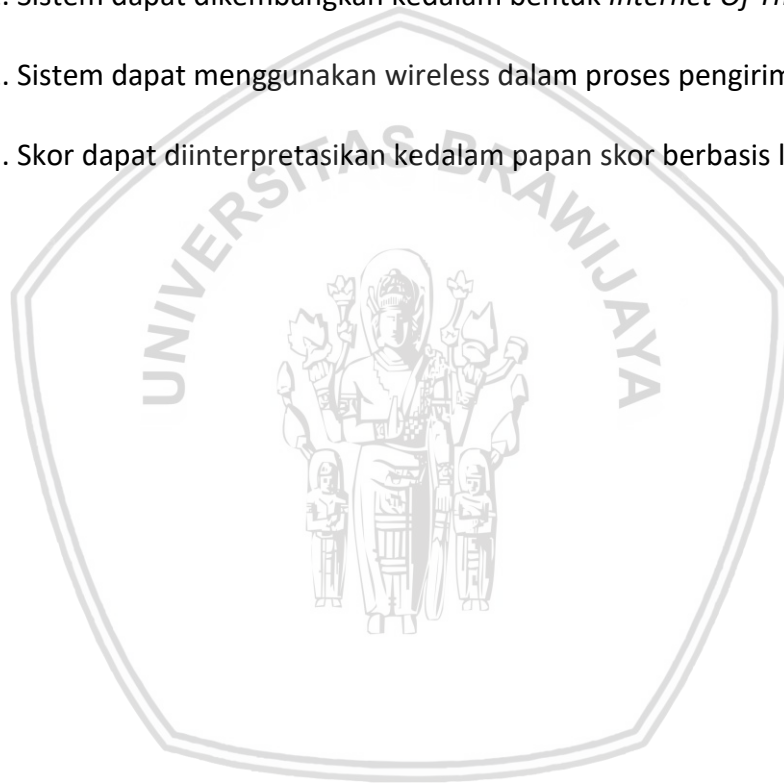 . Sistem dapat dikembangkan kedalam bentuk Internet Of
. Sistem dapat menggunakan wireless dalam proses
. Skor dapat diinterpretasikan kedalam papan skor berbasis
UNIVERSITAS BRAWIJAYA